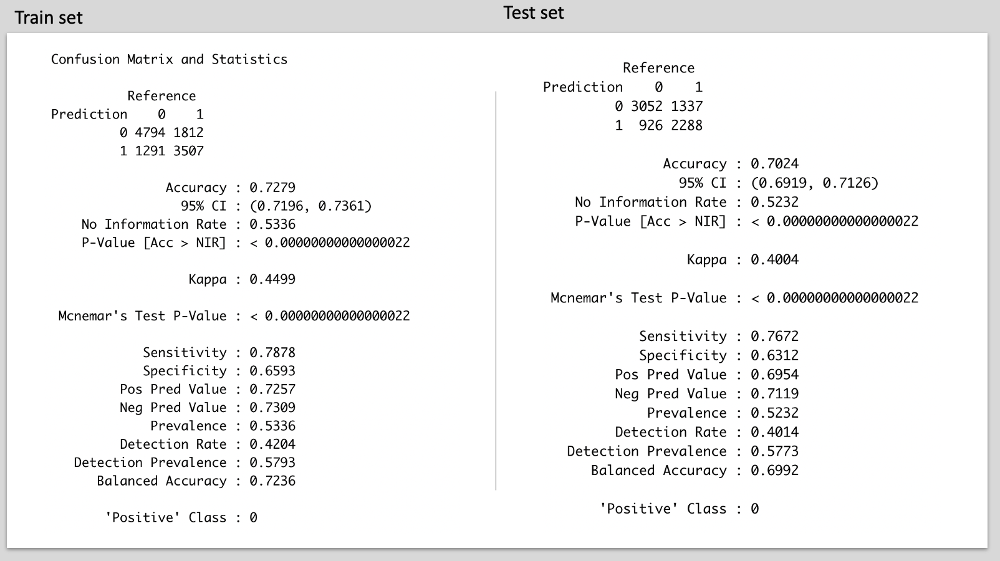 Train set
Confusion Matrix and Statistics
Reference
Prediction 0 1
0 4794 1812
1 1291 3507
Accuracy : 0.7279
95% CI : (0.7196, 0.7361)
No Information Rate : 0.5336
P-Value [Acc > NIR] : < 0.00000000000000022
Kappa : 0.4499
Mcnemar's Test P-Value : < 0.00000000000000022
Sensitivity : 0.7878
Specificity : 0.6593
Pos Pred Value : 0.7257
Neg Pred Value : 0.7309
Prevalence : 0.5336
Detection Rate : 0.4204
Detection Prevalence : 0.5793
Balanced Accuracy : 0.7236
'Positive' Class : 0
Test set
Reference
Prediction 0 1
0 3052 1337
1 926 2288
Accuracy : 0.7024
95% CI : (0.6919, 0.7126)
No Information Rate : 0.5232
P-Value [Acc > NIR] : < 0.00000000000000022
Kappa : 0.4004
Mcnemar's Test P-Value : < 0.00000000000000022
Sensitivity : 0.7672
Specificity : 0.6312
Pos Pred Value : 0.6954
Neg Pred Value : 0.7119
Prevalence : 0.5232
Detection Rate : 0.4014
Detection Prevalence : 0.5773
Balanced Accuracy : 0.6992
'Positive' Class : 0